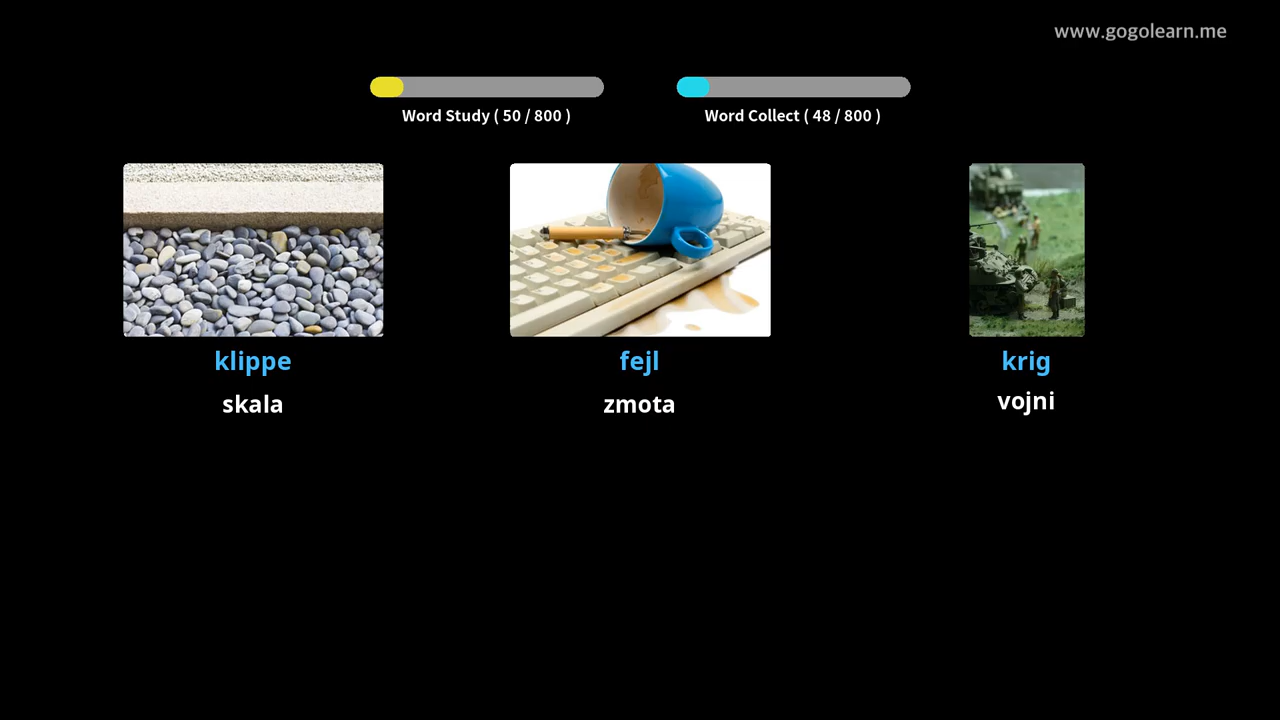 www.gogolearn.me
Word Study ( 50 / 800 )
Word Collect ( 48 / 800 )
klippe
skala
fejl
zmota
krig
vojni